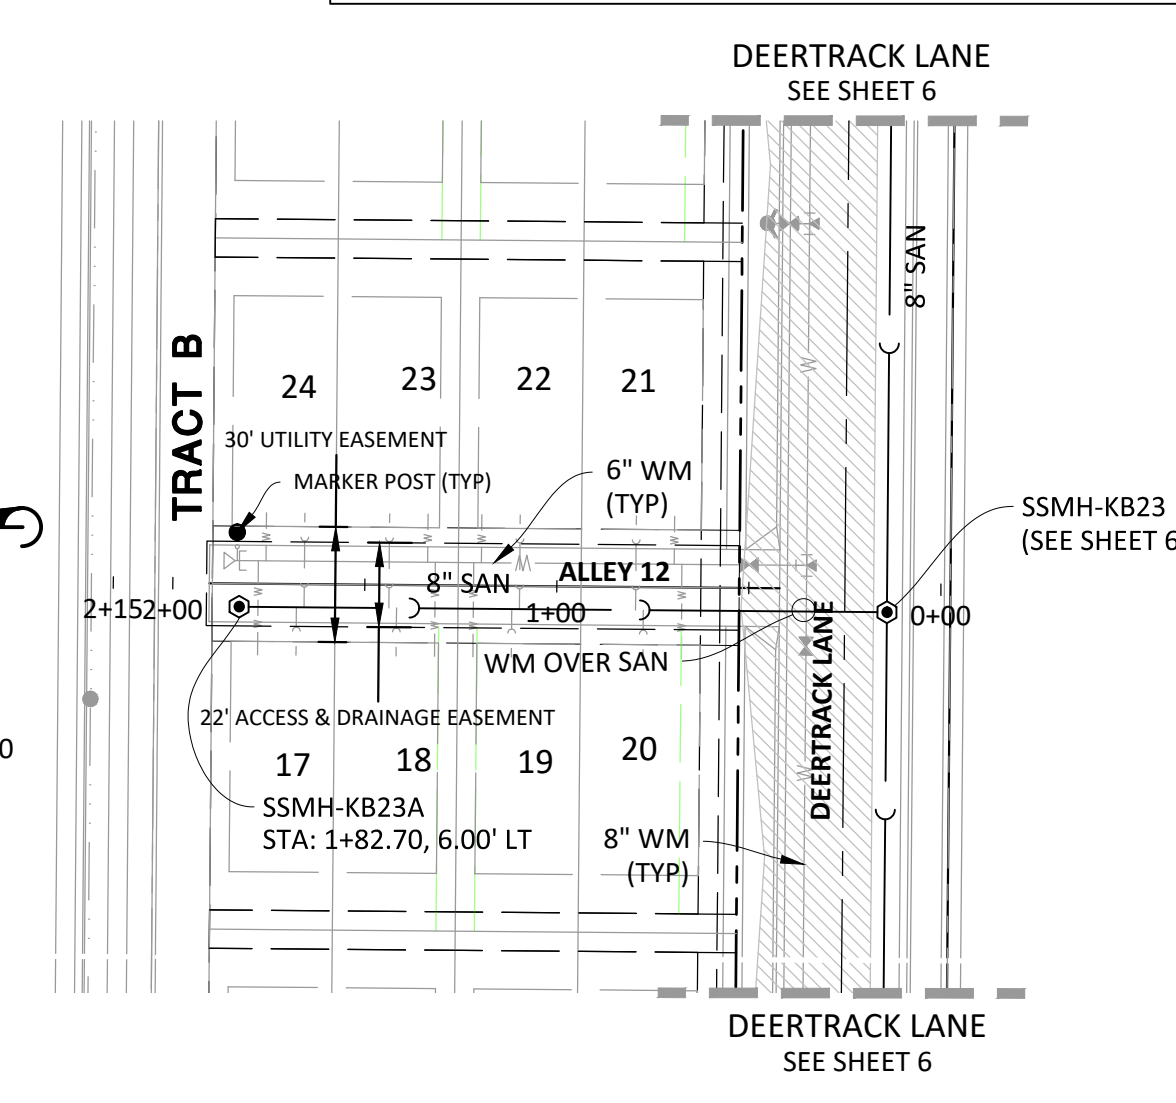 DEERTRACK LANE
SEE SHEET 6
8" SAN
TRACT B
24
23
22
21
30' UTILITY EASEMENT
MARKER POST (TYP)
6" WM
(TYP)
SSMH-KB23
(SEE SHEET 6
8" SAN
ALLEY 12
2+15
2+00
1+00
0+00
WM OVER SAN
DEERTRACK LANE
22' ACCESS & DRAINAGE EASEMENT
17
18
19
20
SSMH-KB23A
STA: 1+82.70, 6.00' LT
8" WM
(TYP)
W
W
W
0
DEERTRACK LANE
SEE SHEET 6